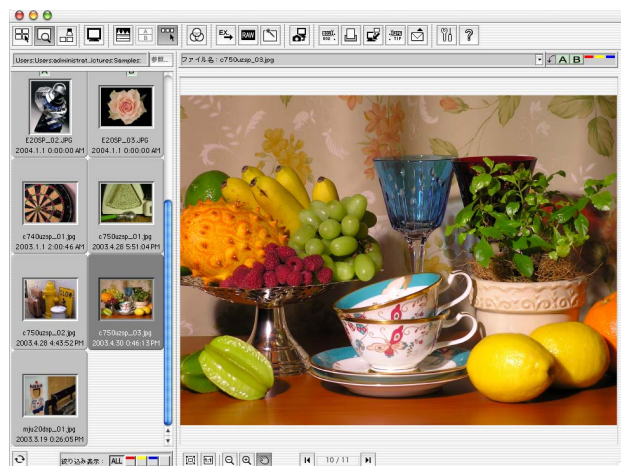 EX
RAW
Users:Users:administrat..ictures:Samples:
参照...
ファイル名 : c750uzsp_03.jpg
A B
E20SP_02.JPG
2004.1.1 0:00:00 AM
E20SP_03.JPG
2004.1.1 0:00:00 AM
c740uzsp_01.jpg
2003.1.1 2:00:46 AM
c750uzsp_01.jpg
2003.4.28 5:51:04 PM
SLOW
c750uzsp_02.jpg
2003.4.28 4:43:52 PM
c750uzsp_03.jpg
2003.4.30 0:46:13 PM
mju20dsp_01.jpg
2003.3.19 0:26:05 PM
絞り込み表示 : ALL
10 / 11